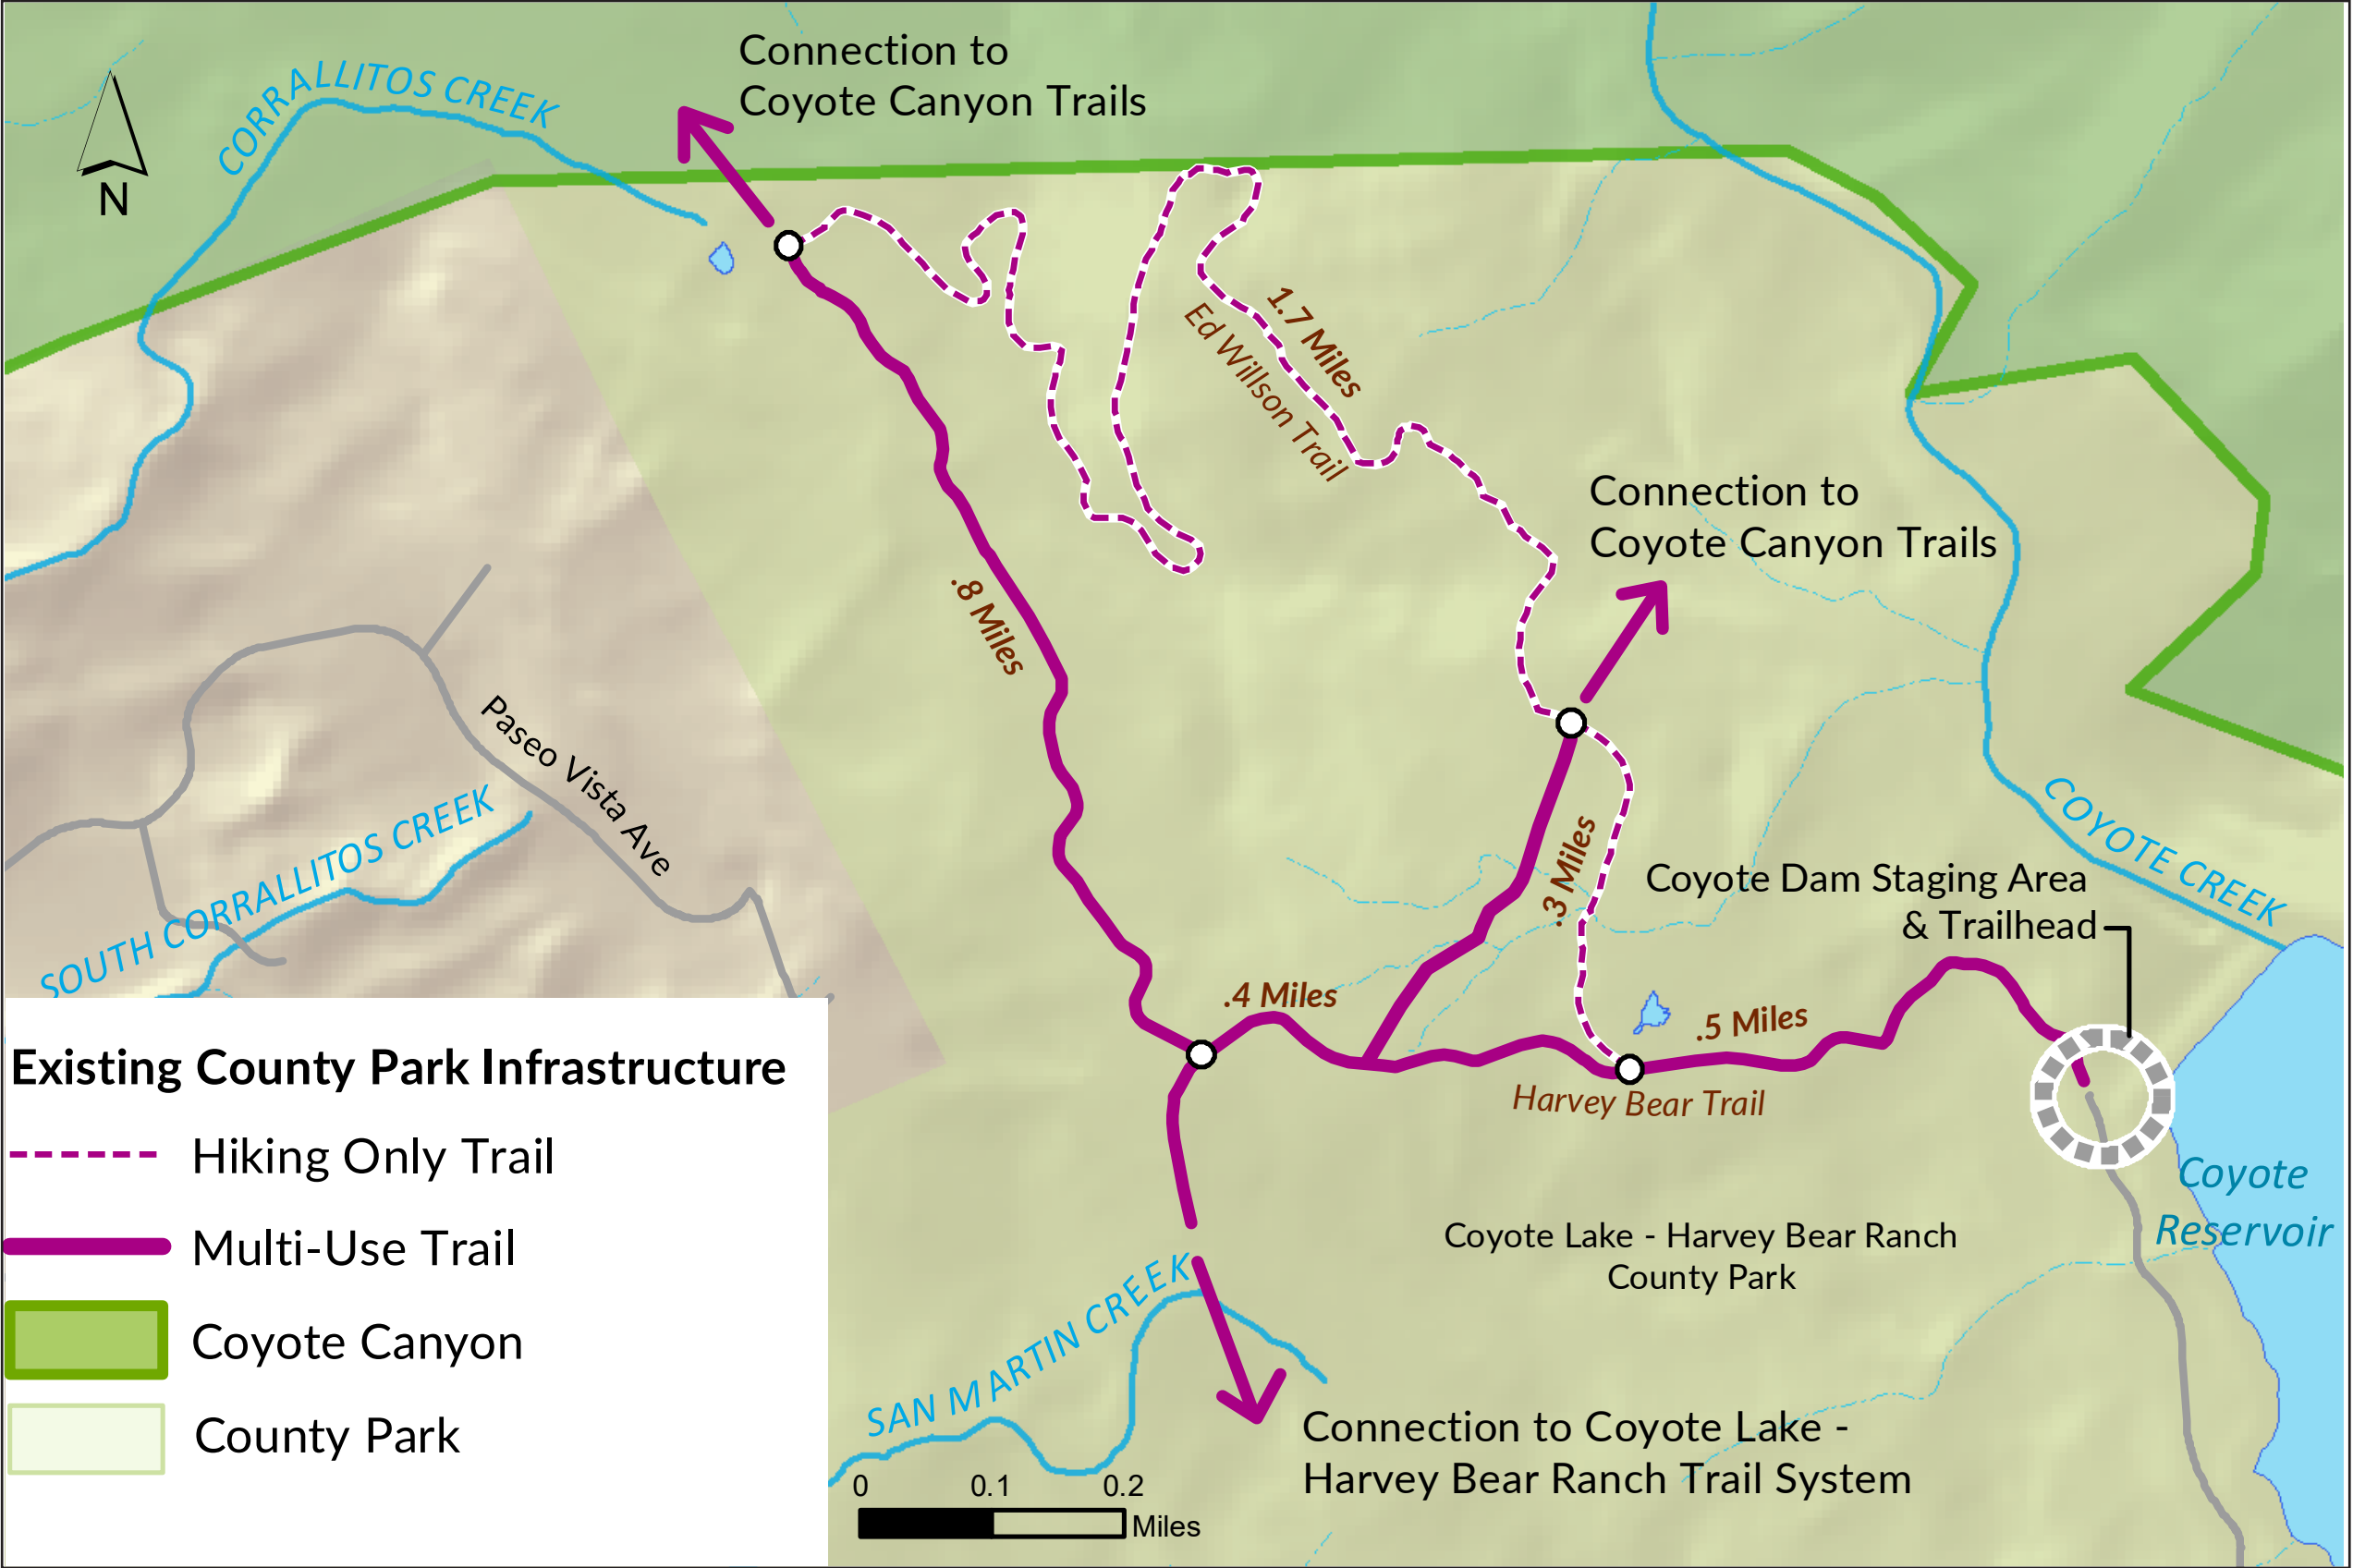 Connection to
Coyote Canyon Trails
CORRALLITOS CREEK
N
1.7 Miles
Ed Willson Trail
Connection to
Coyote Canyon Trails
.8 Miles
Paseo Vista Ave
COYOTE CREEK
SOUTH CORRALLITOS CREEK
.3 Miles
Coyote Dam Staging Area
& Trailhead
.4 Miles
.5 Miles
Harvey Bear Trail
Existing County Park Infrastructure
Hiking Only Trail
Multi-Use Trail
Coyote Canyon
County Park
Coyote
Reservoir
Coyote Lake - Harvey Bear Ranch
County Park
SAN MARTIN CREEK
Connection to Coyote Lake -
Harvey Bear Ranch Trail System
0 0.1 0.2
Miles